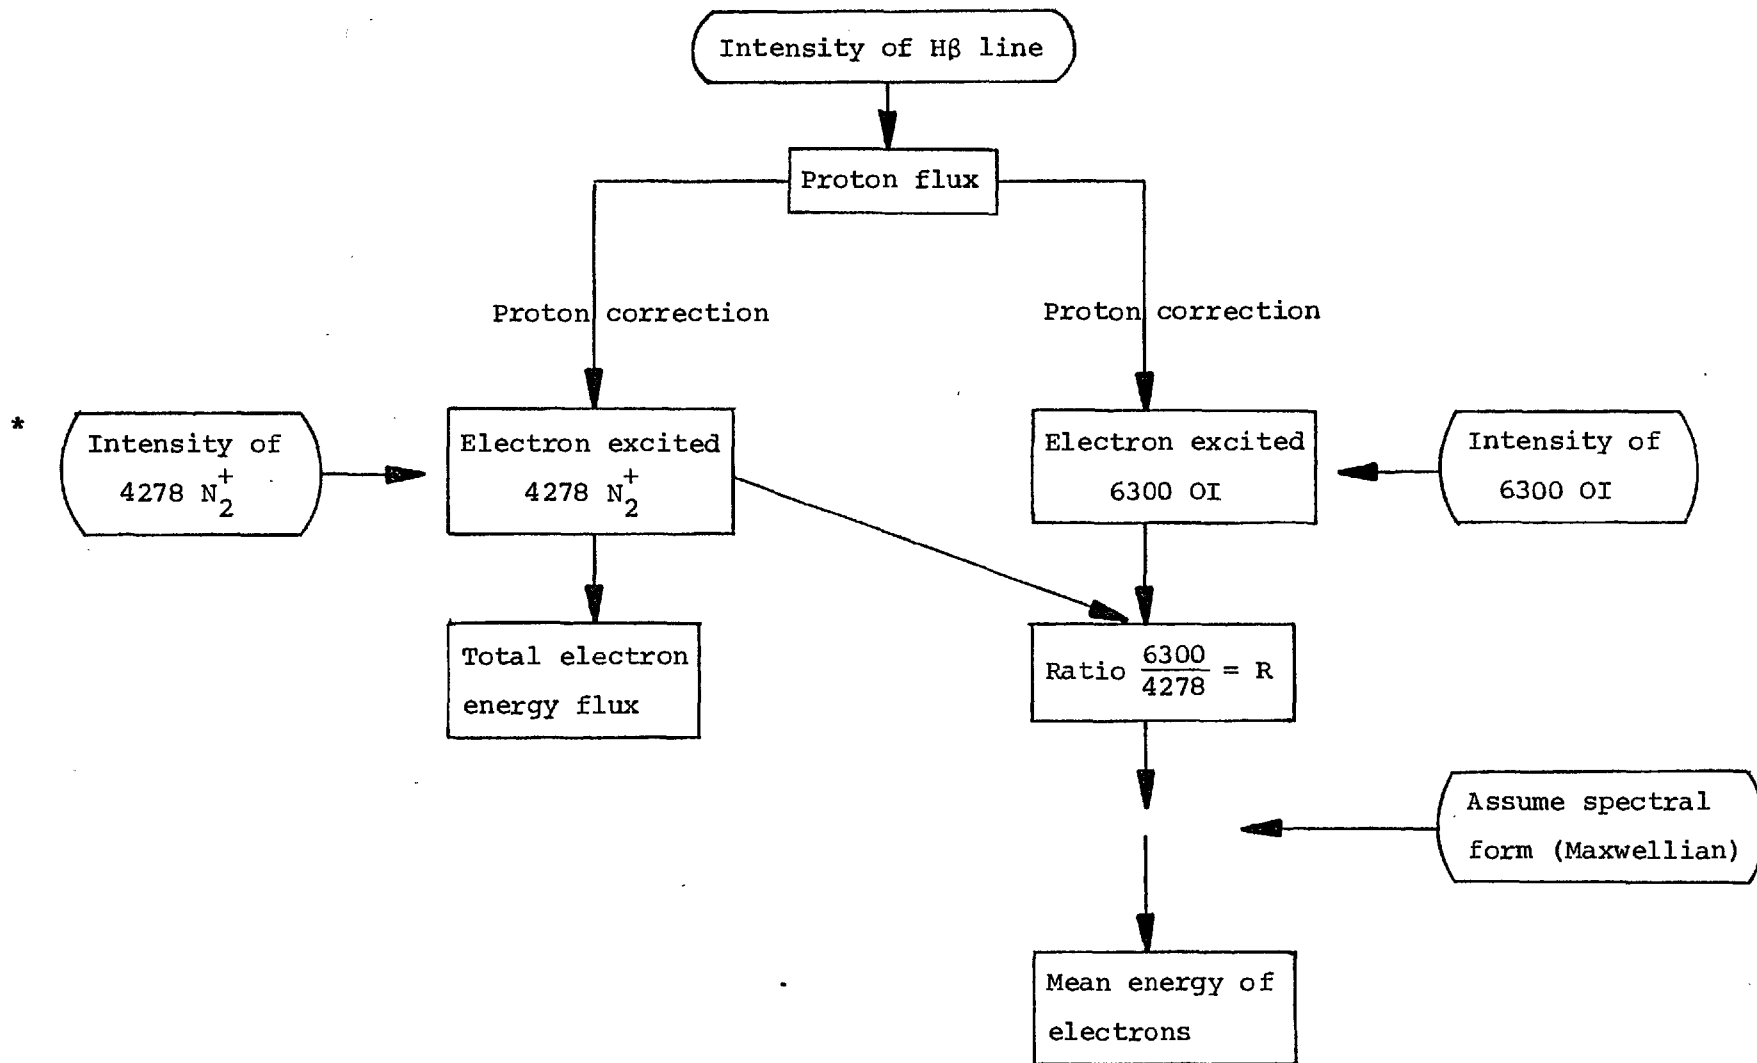 Intensity of Hβ line
Proton flux
Proton correction
Proton correction
*
Intensity of
4278 N₂⁺
Electron excited
4278 N₂⁺
Electron excited
6300 OI
Intensity of
6300 OI
Total electron
energy flux
Ratio 6300/4278 = R
Assume spectral
form (Maxwellian)
Mean energy of
electrons